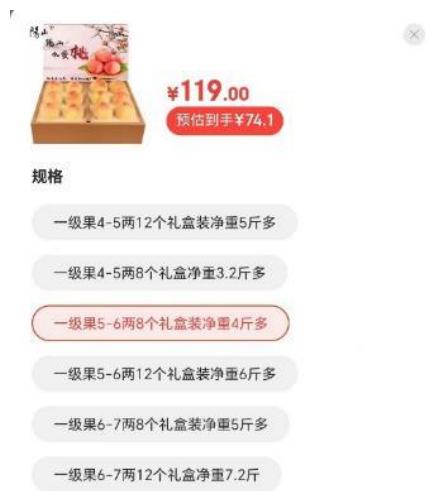 陽山
水蜜桃
¥119.00
预估到手¥74.1
规格
一级果4-5两12个礼盒装净重5斤多
一级果4-5两8个礼盒净重3.2斤多
一级果5-6两8个礼盒装净重4斤多
一级果5-6两12个礼盒装净重6斤多
一级果6-7两8个礼盒装净重5斤多
一级果6-7两12个礼盒净重7.2斤